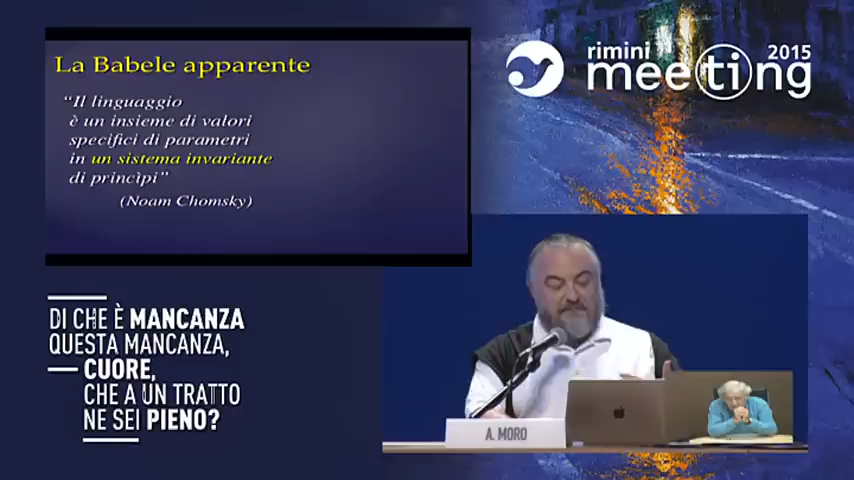 La Babele apparente
“Il linguaggio
è un insieme di valori
specifici di parametri
in un sistema invariante
di princìpi”
(Noam Chomsky)
rimini 2015
meeting
DI CHE È MANCANZA
QUESTA MANCANZA,
CUORE,
CHE A UN TRATTO
NE SEI PIENO?
A. MORO